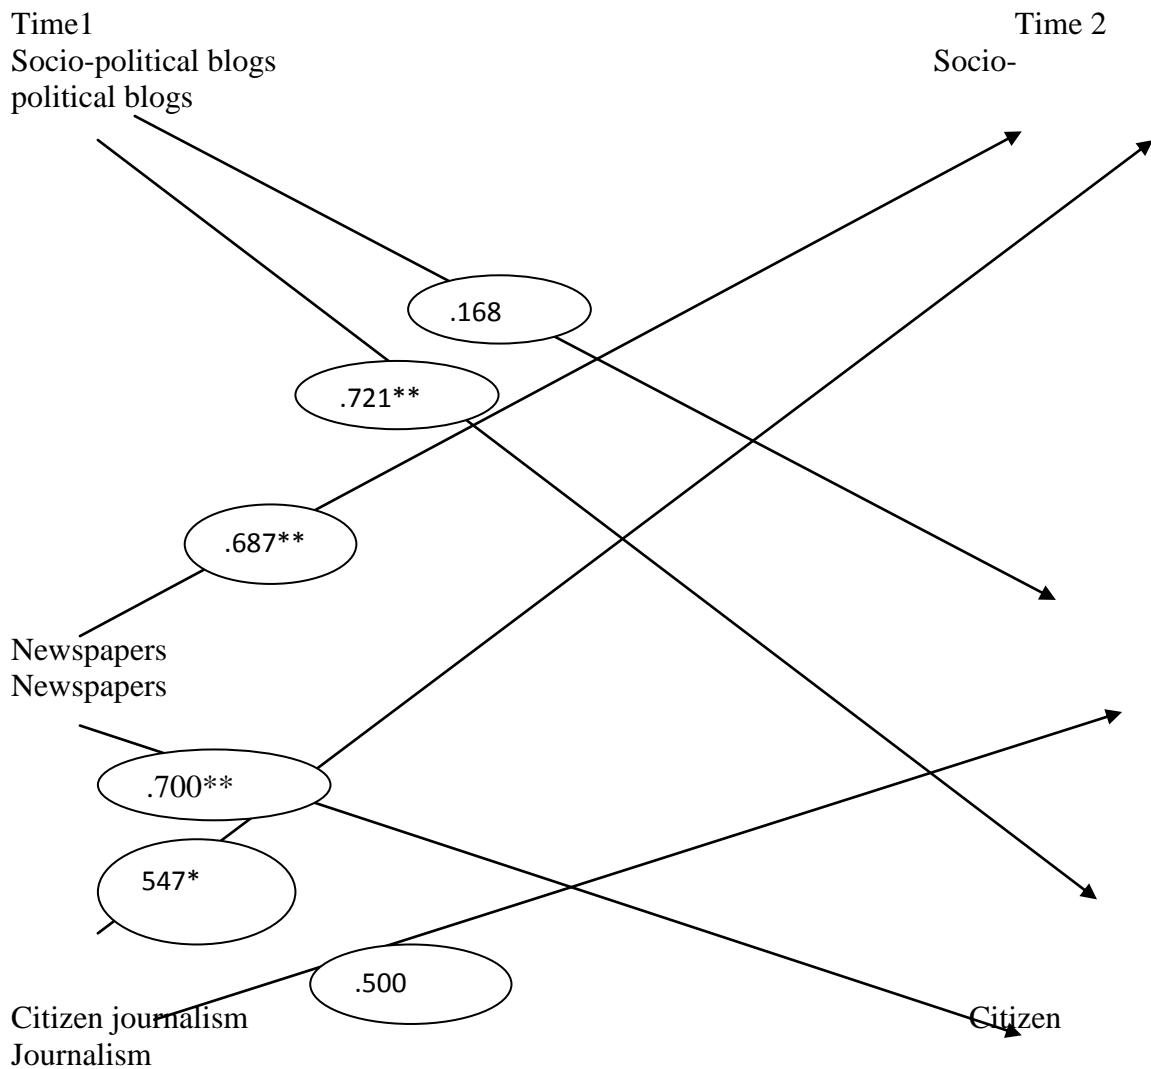 Time1 Time 2
Socio-political blogs Socio-
political blogs
.168
.721**
.687**
Newspapers
Newspapers
.700**
547*
.500
Citizen journalism Citizen
Journalism